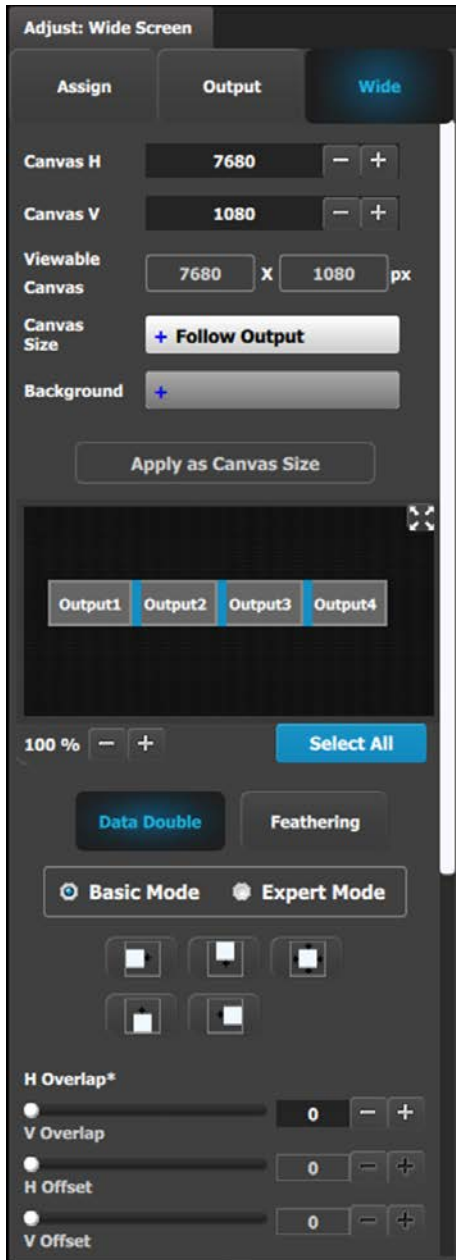 Adjust: Wide Screen
Assign Output Wide
Canvas H 7680 − +
Canvas V 1080 − +
Viewable
Canvas 7680 X 1080 px
Canvas
Size + Follow Output
Background +
Apply as Canvas Size
Output1 Output2 Output3 Output4
100 % − + Select All
Data Double Feathering
Basic Mode Expert Mode
H Overlap*
0 − +
V Overlap
0 − +
H Offset
0 − +
V Offset